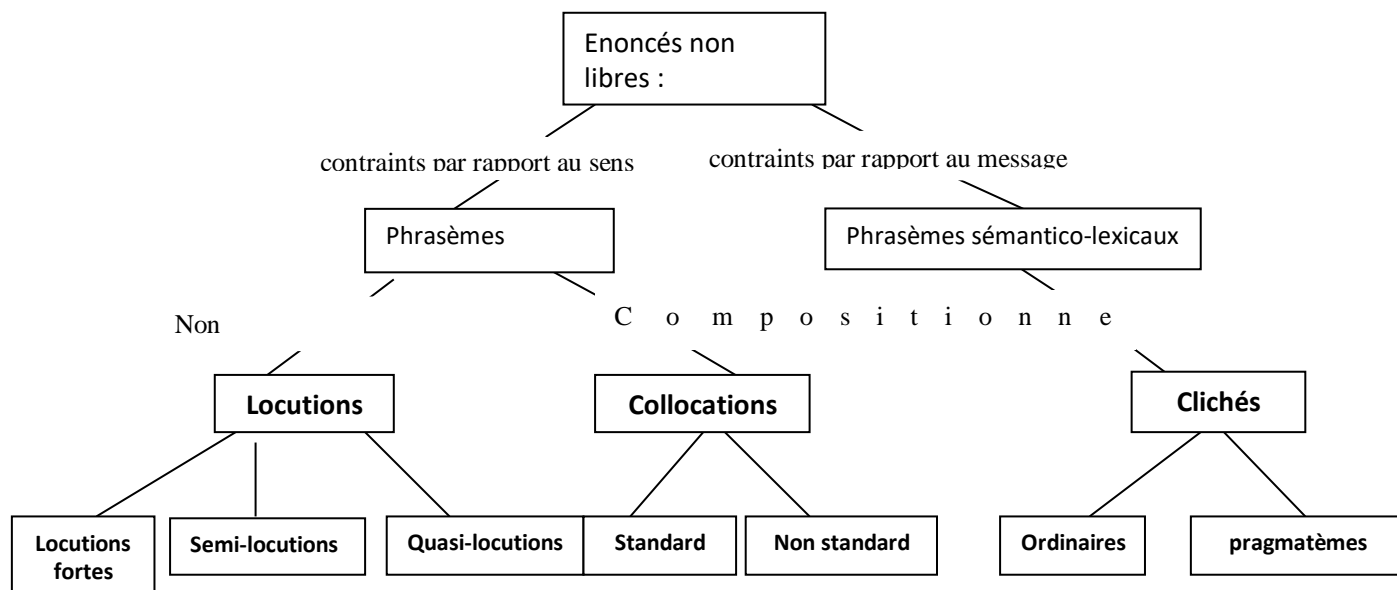 Enoncés non
libres :
contraints par rapport au sens
contraints par rapport au message
Phrasèmes
Phrasèmes sémantico-lexicaux
Non
C o m p o s i t i o n n e
Locutions
Collocations
Clichés
Locutions
fortes
Semi-locutions
Quasi-locutions
Standard
Non standard
Ordinaires
pragmatèmes